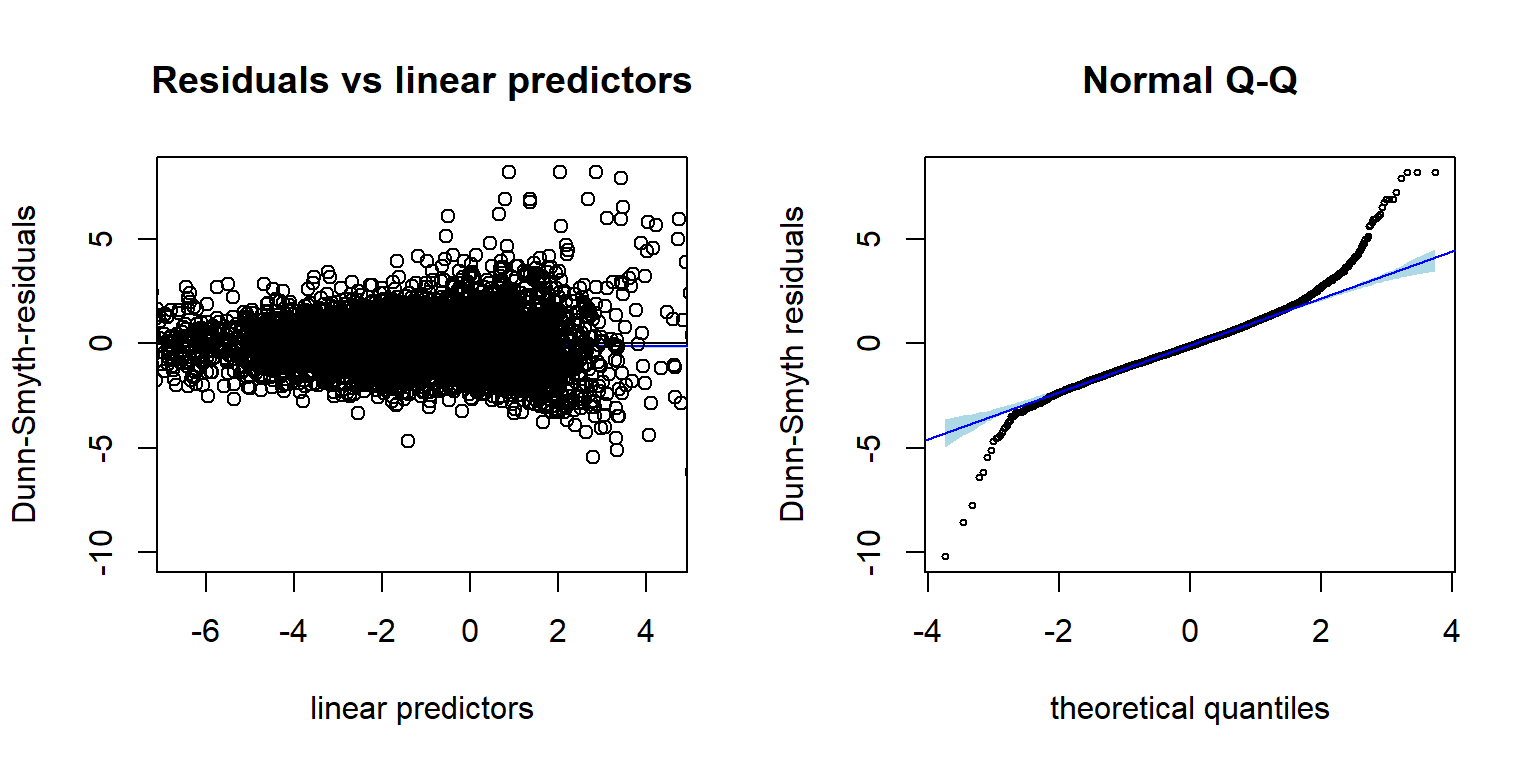 Residuals vs linear predictors
Dunn-Smyth-residuals
5
0
-5
-10
-6 -4 -2 0 2 4
linear predictors
Normal Q-Q
Dunn-Smyth residuals
5
0
-5
-10
-4 -2 0 2 4
theoretical quantiles